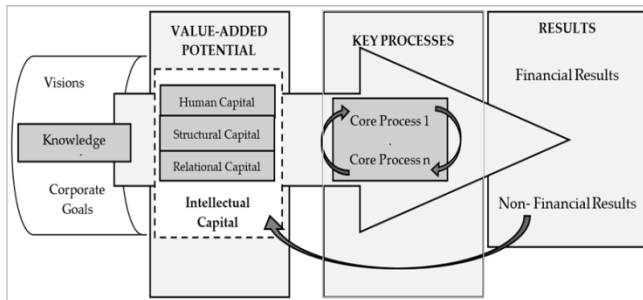 VALUE-ADDED
POTENTIAL
KEY PROCESSES
RESULTS
Visions
Knowledge
.
Corporate
Goals
Human Capital
Structural Capital
Relational Capital
Intellectual
Capital
Core Process 1
.
Core Process n
Financial Results
Non- Financial Results